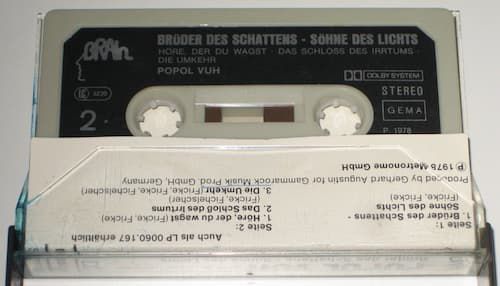 BRAIN
BRÜDER DES SCHATTENS - SÖHNE DES LICHTS
HÖRE, DER DU WAGST · DAS SCHLOSS DES IRRTUMS ·
DIE UMKEHR
POPOL VUH
DOLBY SYSTEM
STEREO
GEMA
P. 1978
2
Auch als LP 0060.167 erhältlich
Seite 1:
1. Brüder des Schattens -
Söhne des Lichts
(Fricke, Fricke)
Seite 2:
1. Höre, der du wagst (Fricke, Fricke)
2. Das Schloß des Irrtums
(Fricke, Fricke, Fichelscher)
3. Die Umkehr (Fricke, Fricke, Fichelscher)
Produced by Gerhard Augustin for Gammarock Musik Prod. GmbH, Germany
Ⓟ 1978 Metronome GmbH